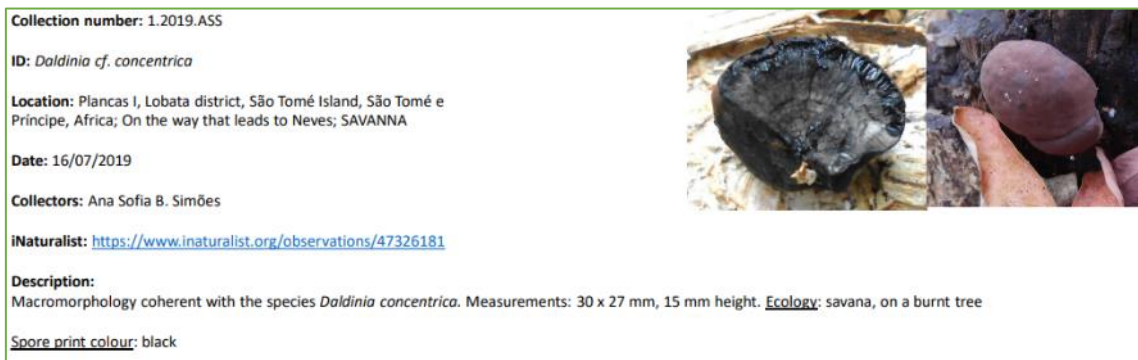 Collection number: 1.2019.ASS
ID: Daldinia cf. concentrica
Location: Plancas I, Lobata district, São Tomé Island, São Tomé e
Príncipe, Africa; On the way that leads to Neves; SAVANNA
Date: 16/07/2019
Collectors: Ana Sofia B. Simões
iNaturalist: https://www.inaturalist.org/observations/47326181
Description:
Macromorphology coherent with the species Daldinia concentrica. Measurements: 30 x 27 mm, 15 mm height. Ecology: savana, on a burnt tree
Spore print colour: black